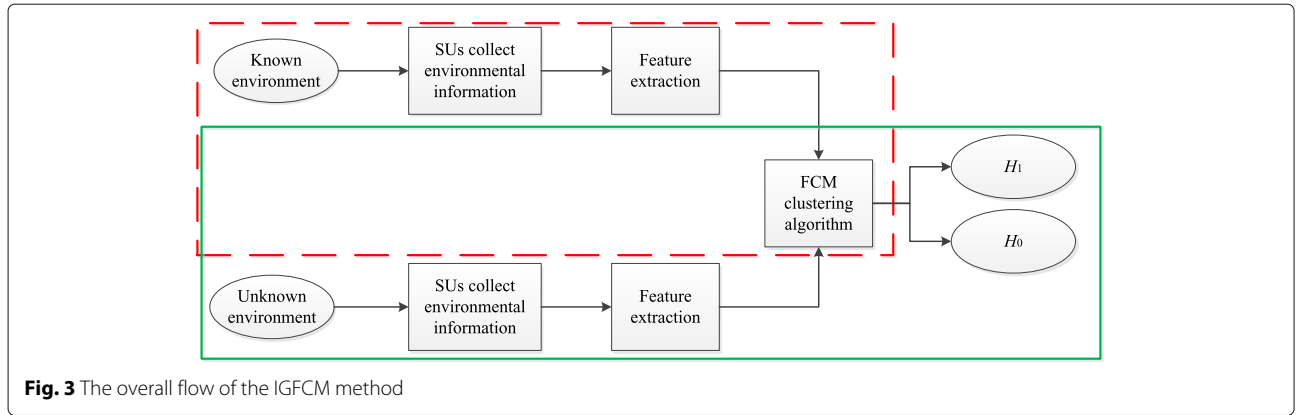 Known
environment
SUs collect
environmental
information
Feature
extraction
FCM
clustering
algorithm
H1
H0
Unknown
environment
SUs collect
environmental
information
Feature
extraction
Fig. 3 The overall flow of the IGFCM method